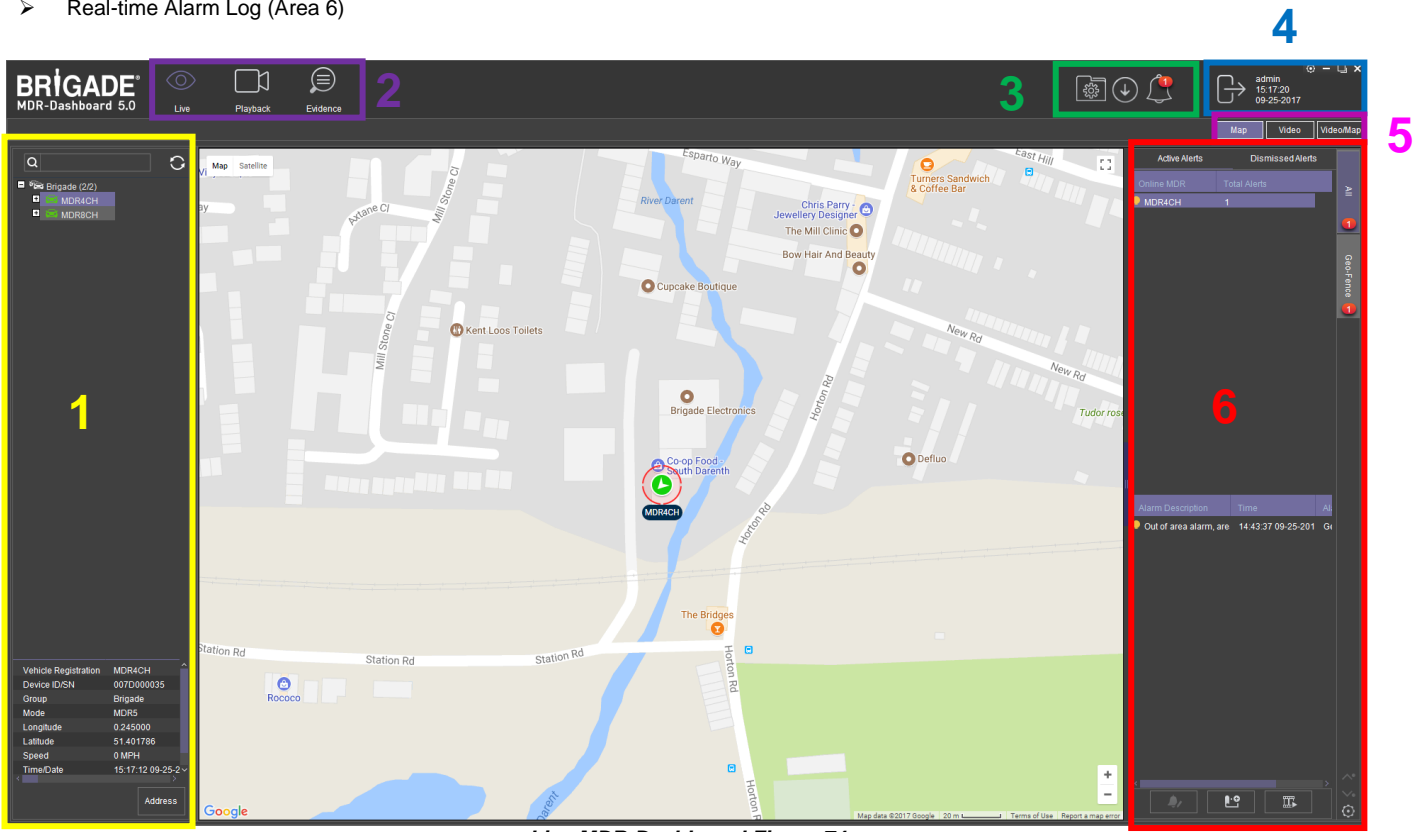 ➢ Real-time Alarm Log (Area 6)
4
BRIGADE
MDR-Dashboard 5.0
Live
Playback
Evidence
2
3
1
admin
15:17:20
09-25-2017
Map
Video
Video/Map
5
Brigade (2/2)
MDR4CH
MDR8CH
1
Vehicle Registration MDR4CH
Device ID/SN 007D000035
Group Brigade
Mode MDR5
Longitude 0.245000
Latitude 51.401786
Speed 0 MPH
Time/Date 15:17:12 09-25-2
Address
Map Satellite
Esparto Way
East Hill
Turners Sandwich
& Coffee Bar
Axtane Cl
Mill Stone Cl
River Darent
Chris Parry -
Jewellery Designer
The Mill Clinic
Bow Hair And Beauty
Cupcake Boutique
Kent Loos Toilets
Mill Stone Cl
New Rd
New Rd
Horton Rd
Tudor rose
Brigade Electronics
Co-op Food -
South Darenth
Defluo
MDR4CH
Horton Rd
The Bridges
Station Rd
Station Rd
Station Rd
Horton Rd
Rococo
Horton R
Google
Map data ©2017 Google 20 m Terms of Use Report a map error
Active Alerts Dismissed Alerts
Online MDR Total Alerts
MDR4CH 1
All
1
Geo-Fence
1
6
Alarm Description Time
Out of area alarm, are 14:43:37 09-25-201 Ge